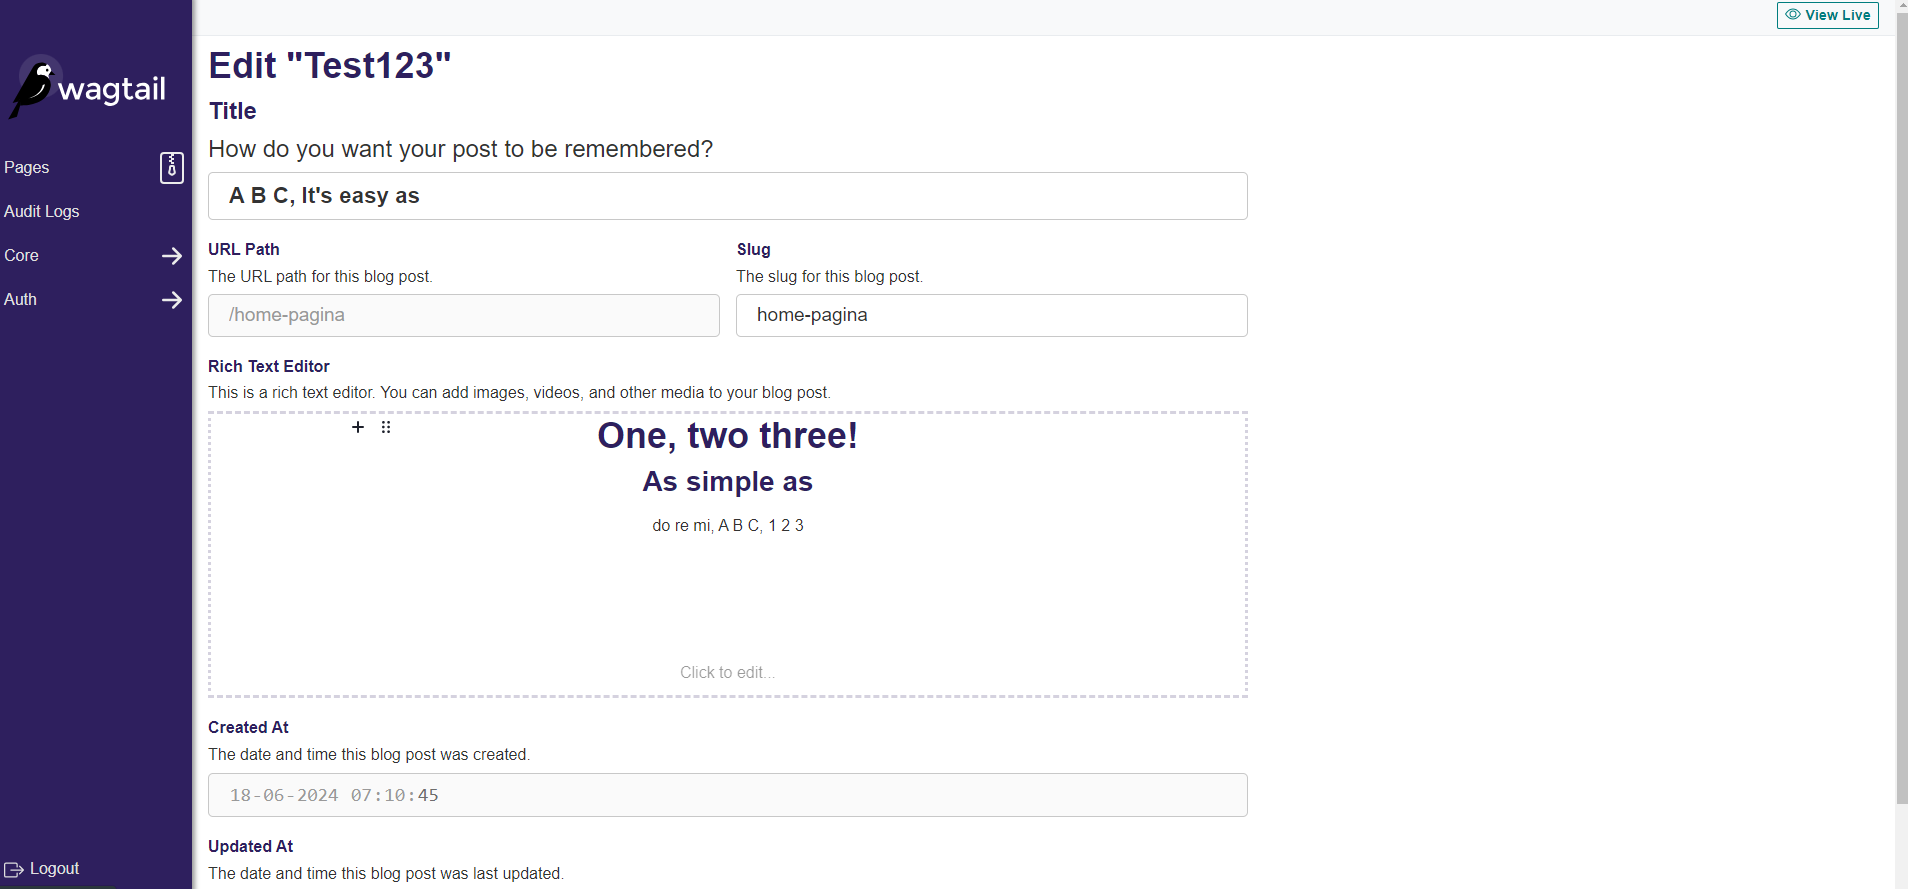 View Live
wagtail
Pages
Audit Logs
Core
Auth
Logout
Edit "Test123"
Title
How do you want your post to be remembered?
A B C, It's easy as
URL Path
The URL path for this blog post.
/home-pagina
Slug
The slug for this blog post.
home-pagina
Rich Text Editor
This is a rich text editor. You can add images, videos, and other media to your blog post.
One, two three!
As simple as
do re mi, A B C, 1 2 3
Click to edit...
Created At
The date and time this blog post was created.
18-06-2024 07:10:45
Updated At
The date and time this blog post was last updated.